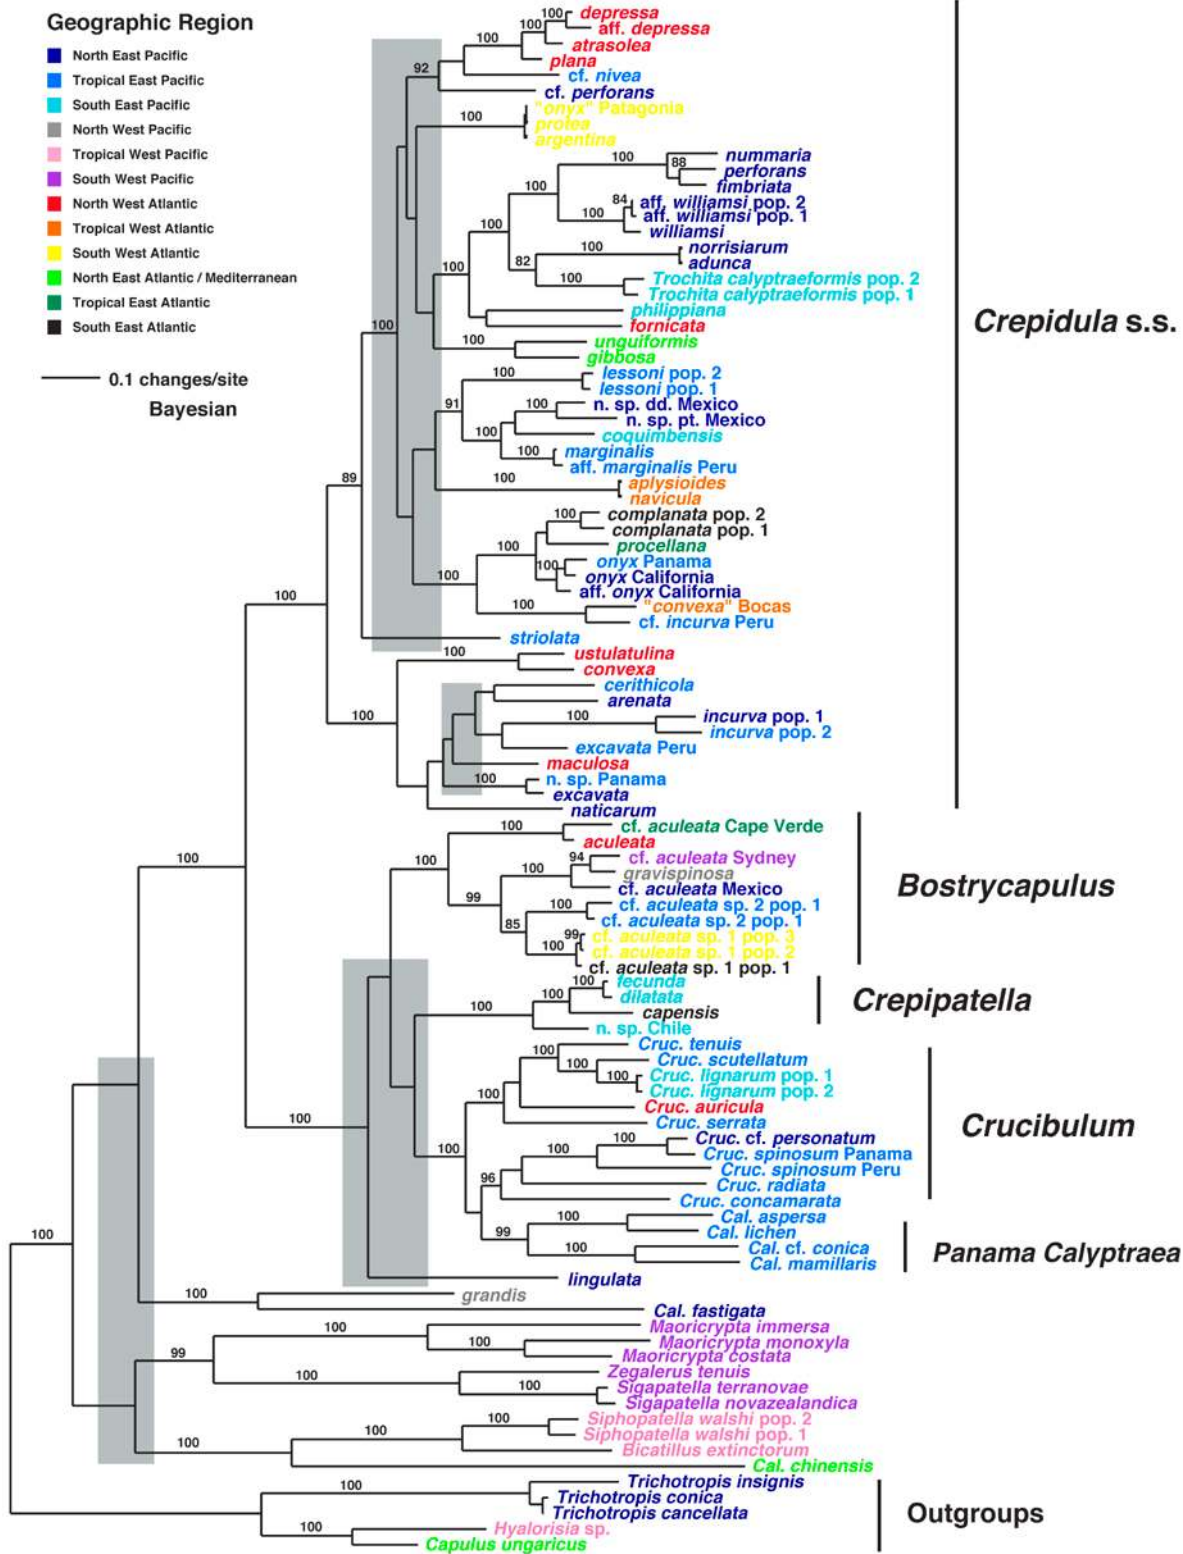 Geographic Region
North East Pacific
Tropical East Pacific
South East Pacific
North West Pacific
Tropical West Pacific
South West Pacific
North West Atlantic
Tropical West Atlantic
South West Atlantic
North East Atlantic / Mediterranean
Tropical East Atlantic
South East Atlantic
0.1 changes/site
Bayesian
100 depressa
100 aff. depressa
100 atrasolea
plana
92 cf. nivea
cf. perforans
"onyx" Patagonia
100 protea
argentina
100 nummaria
88 perforans
fimbriata
100
84 aff. williamsi pop. 2
100 aff. williamsi pop. 1
williamsi
100
100 norrisiarum
82 adunca
100
100 Trochita calyptraeformis pop. 2
Trochita calyptraeformis pop. 1
philippiana
100 fornicata
100 unguiformis
gibbosa
Crepidula s.s.
100 lessoni pop. 2
lessoni pop. 1
91
100 n. sp. dd. Mexico
n. sp. pt. Mexico
100 coquimbensis
100 marginalis
aff. marginalis Peru
89
100 aplysioides
navicula
100 complanata pop. 2
complanata pop. 1
100 procellana
100 onyx Panama
100 onyx California
aff. onyx California
100 "convexa" Bocas
cf. incurva Peru
100
striolata
100 ustulatulina
convexa
cerithicola
100 arenata
100 incurva pop. 1
incurva pop. 2
excavata Peru
maculosa
100 n. sp. Panama
excavata
naticarum
100 cf. aculeata Cape Verde
aculeata
100
100
94 cf. aculeata Sydney
100 gravispinosa
cf. aculeata Mexico
Bostrycapulus
99
100 cf. aculeata sp. 2 pop. 1
85 cf. aculeata sp. 2 pop. 1
99 cf. aculeata sp. 1 pop. 3
100 cf. aculeata sp. 1 pop. 2
cf. aculeata sp. 1 pop. 1
100 fecunda
100 dilatata
100 capensis
n. sp. Chile
Crepipatella
100 Cruc. tenuis
100 Cruc. scutellatum
100 Cruc. lignarum pop. 1
Cruc. lignarum pop. 2
100 Cruc. auricula
Cruc. serrata
100
100
Crucibulum
100 Cruc. cf. personatum
100 Cruc. spinosum Panama
Cruc. spinosum Peru
96 Cruc. radiata
Cruc. concamarata
100 Cal. aspersa
99 Cal. lichen
100 Cal. cf. conica
Cal. mamillaris
Panama Calyptraea
100
lingulata
100 grandis
Cal. fastigata
100 Maoricrypta immersa
100 Maoricrypta monoxyla
99 Maoricrypta costata
100 Zegalerus tenuis
100 Sigapatella terranovae
Sigapatella novazealandica
100 Siphopatella walshi pop. 2
100 Siphopatella walshi pop. 1
100 Bicatillus extinctorum
Cal. chinensis
100 Trichotropis insignis
Trichotropis conica
Trichotropis cancellata
Outgroups
100 Hyalorisia sp.
Capulus ungaricus